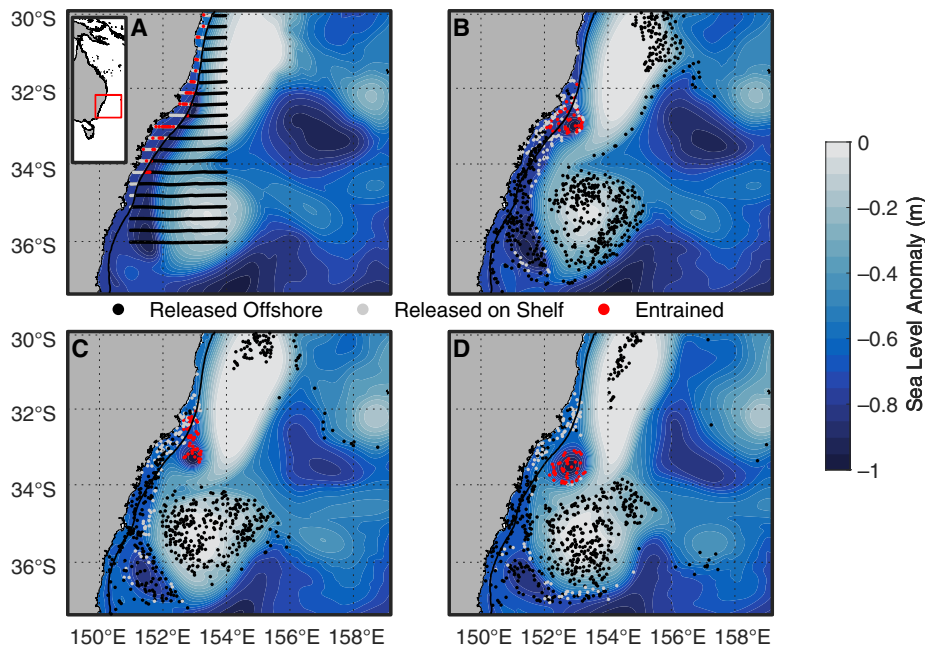 A
B
30°S
32°S
34°S
36°S
0
−0.2
−0.4
−0.6
−0.8
−1
Sea Level Anomaly (m)
Released Offshore
Released on Shelf
Entrained
C
D
30°S
32°S
34°S
36°S
150°E
152°E
154°E
156°E
158°E
150°E
152°E
154°E
156°E
158°E